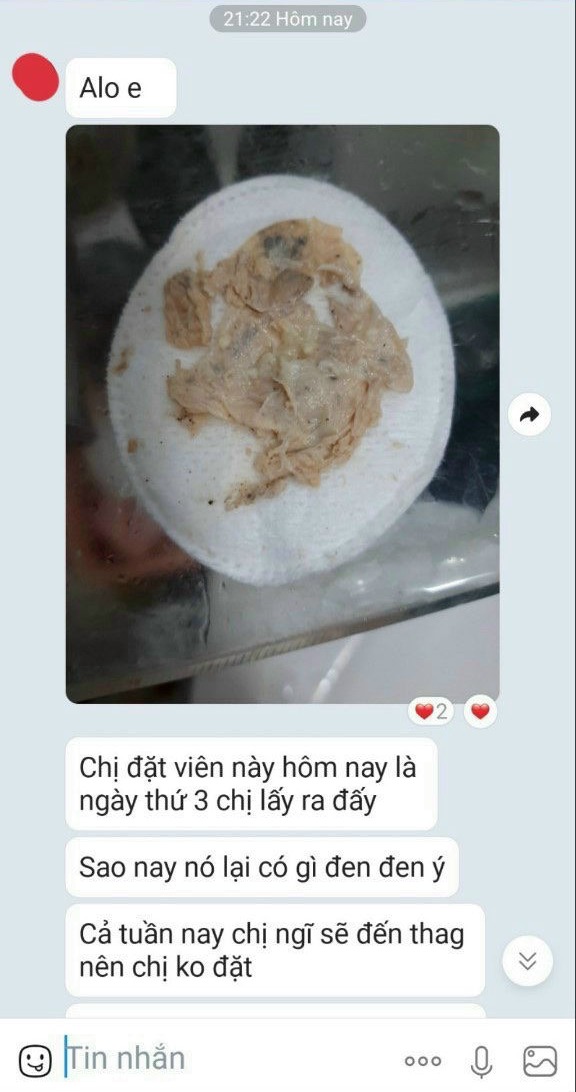 21:22 Hôm nay
Alo e
2
Chị đặt viên này hôm nay là
ngày thứ 3 chị lấy ra đấy
Sao nay nó lại có gì đen đen ý
Cả tuần nay chị ngĩ sẽ đến thag
nên chị ko đặt
Tin nhắn